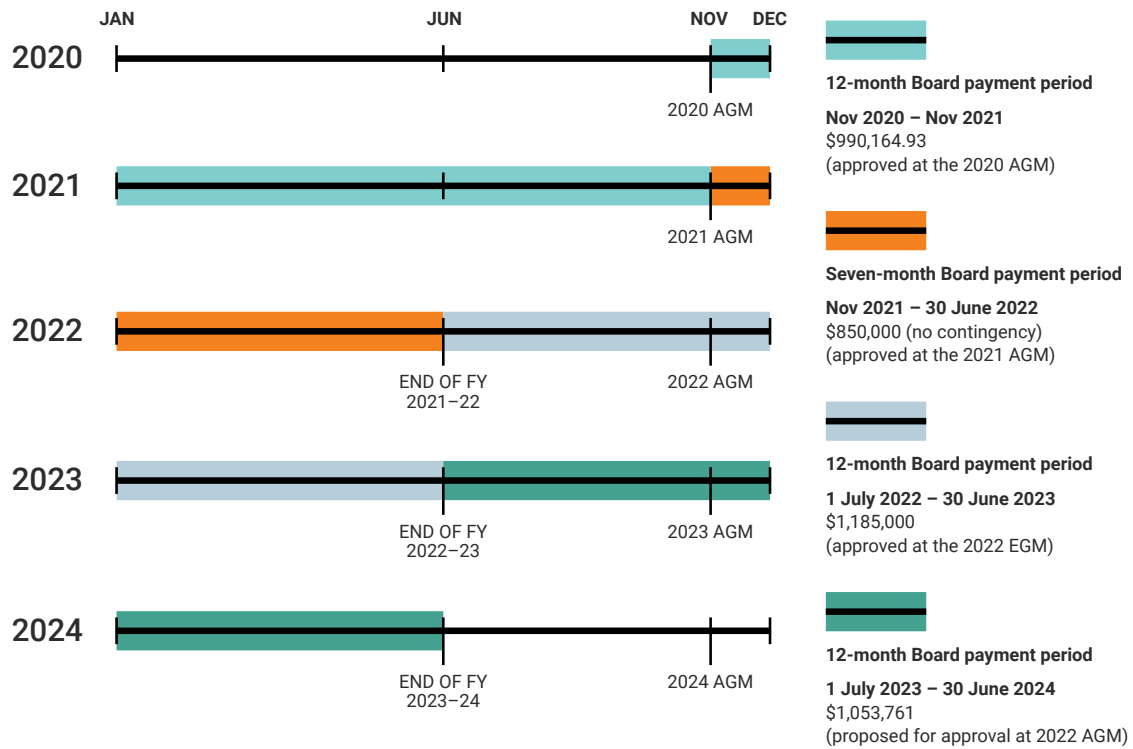 JAN JUN NOV DEC
2020
2020 AGM
2021
2021 AGM
2022
END OF FY
2021–22
2022 AGM
2023
END OF FY
2022–23
2023 AGM
2024
END OF FY
2023–24
2024 AGM
12-month Board payment period
Nov 2020 – Nov 2021
$990,164.93
(approved at the 2020 AGM)
Seven-month Board payment period
Nov 2021 – 30 June 2022
$850,000 (no contingency)
(approved at the 2021 AGM)
12-month Board payment period
1 July 2022 – 30 June 2023
$1,185,000
(approved at the 2022 EGM)
12-month Board payment period
1 July 2023 – 30 June 2024
$1,053,761
(proposed for approval at 2022 AGM)